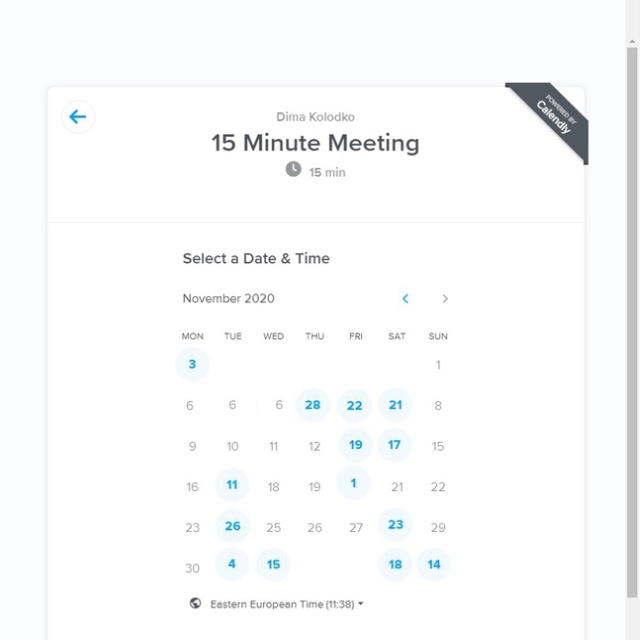 POWERED BY
Calendly
Dima Kolodko
15 Minute Meeting
15 min
Select a Date & Time
November 2020
MON TUE WED THU FRI SAT SUN
3 1
6 6 6 28 22 21 8
9 10 11 12 19 17 15
16 11 18 19 1 21 22
23 26 25 26 27 23 29
30 4 15 18 14
Eastern European Time (11:38)